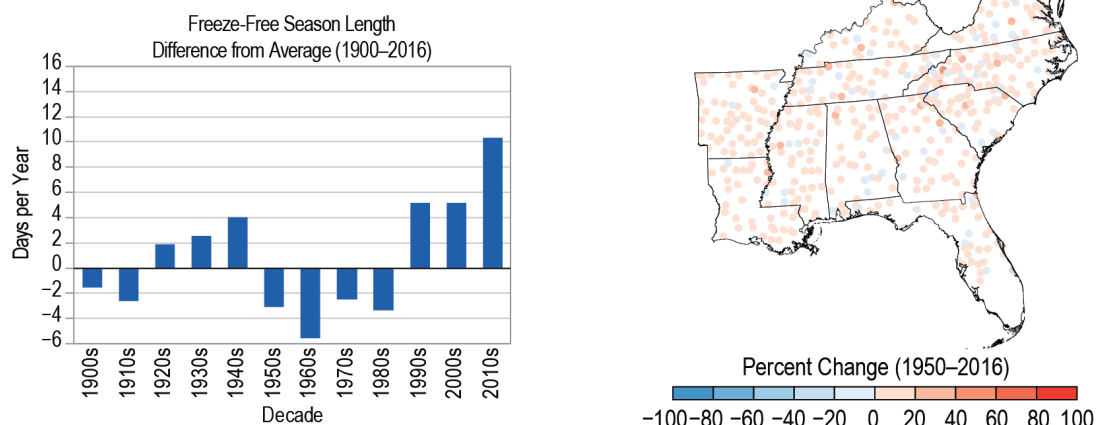 Freeze-Free Season Length
Difference from Average (1900–2016)
Days per Year
16
14
12
10
8
6
4
2
0
−2
−4
−6
1900s
1910s
1920s
1930s
1940s
1950s
1960s
1970s
1980s
1990s
2000s
2010s
Decade
Percent Change (1950–2016)
−100 −80 −60 −40 −20 0 20 40 60 80 100